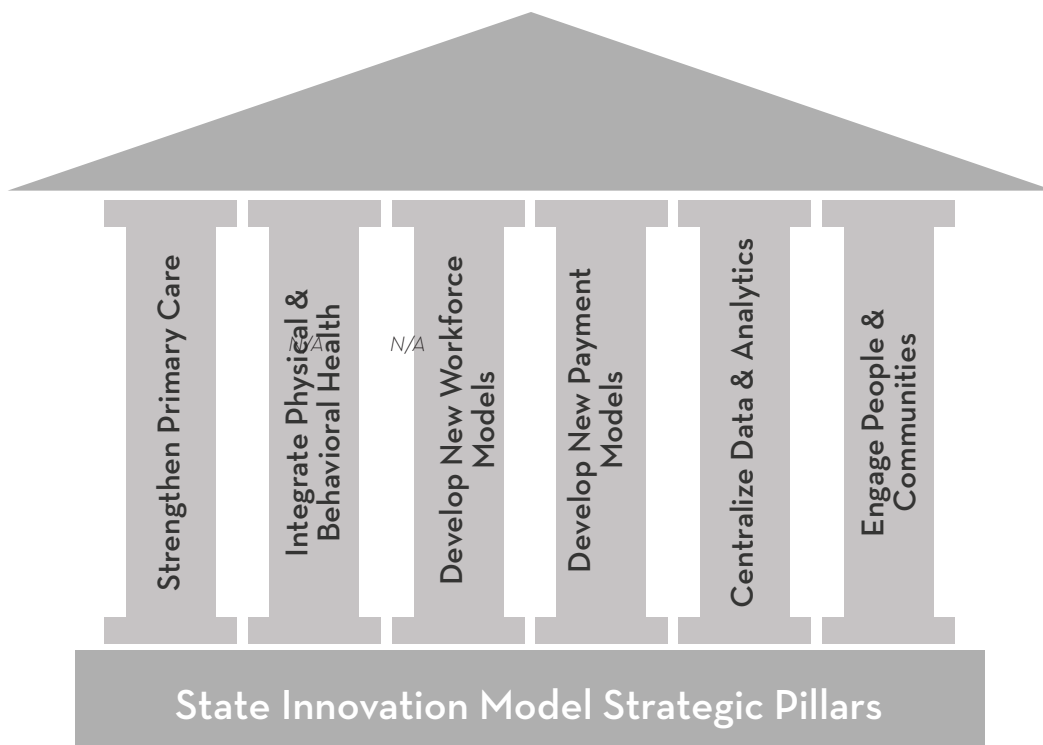 Strengthen Primary Care
Integrate Physical &
Behavioral Health
N/A
N/A
Develop New Workforce
Models
Develop New Payment
Models
Centralize Data & Analytics
Engage People &
Communities
State Innovation Model Strategic Pillars